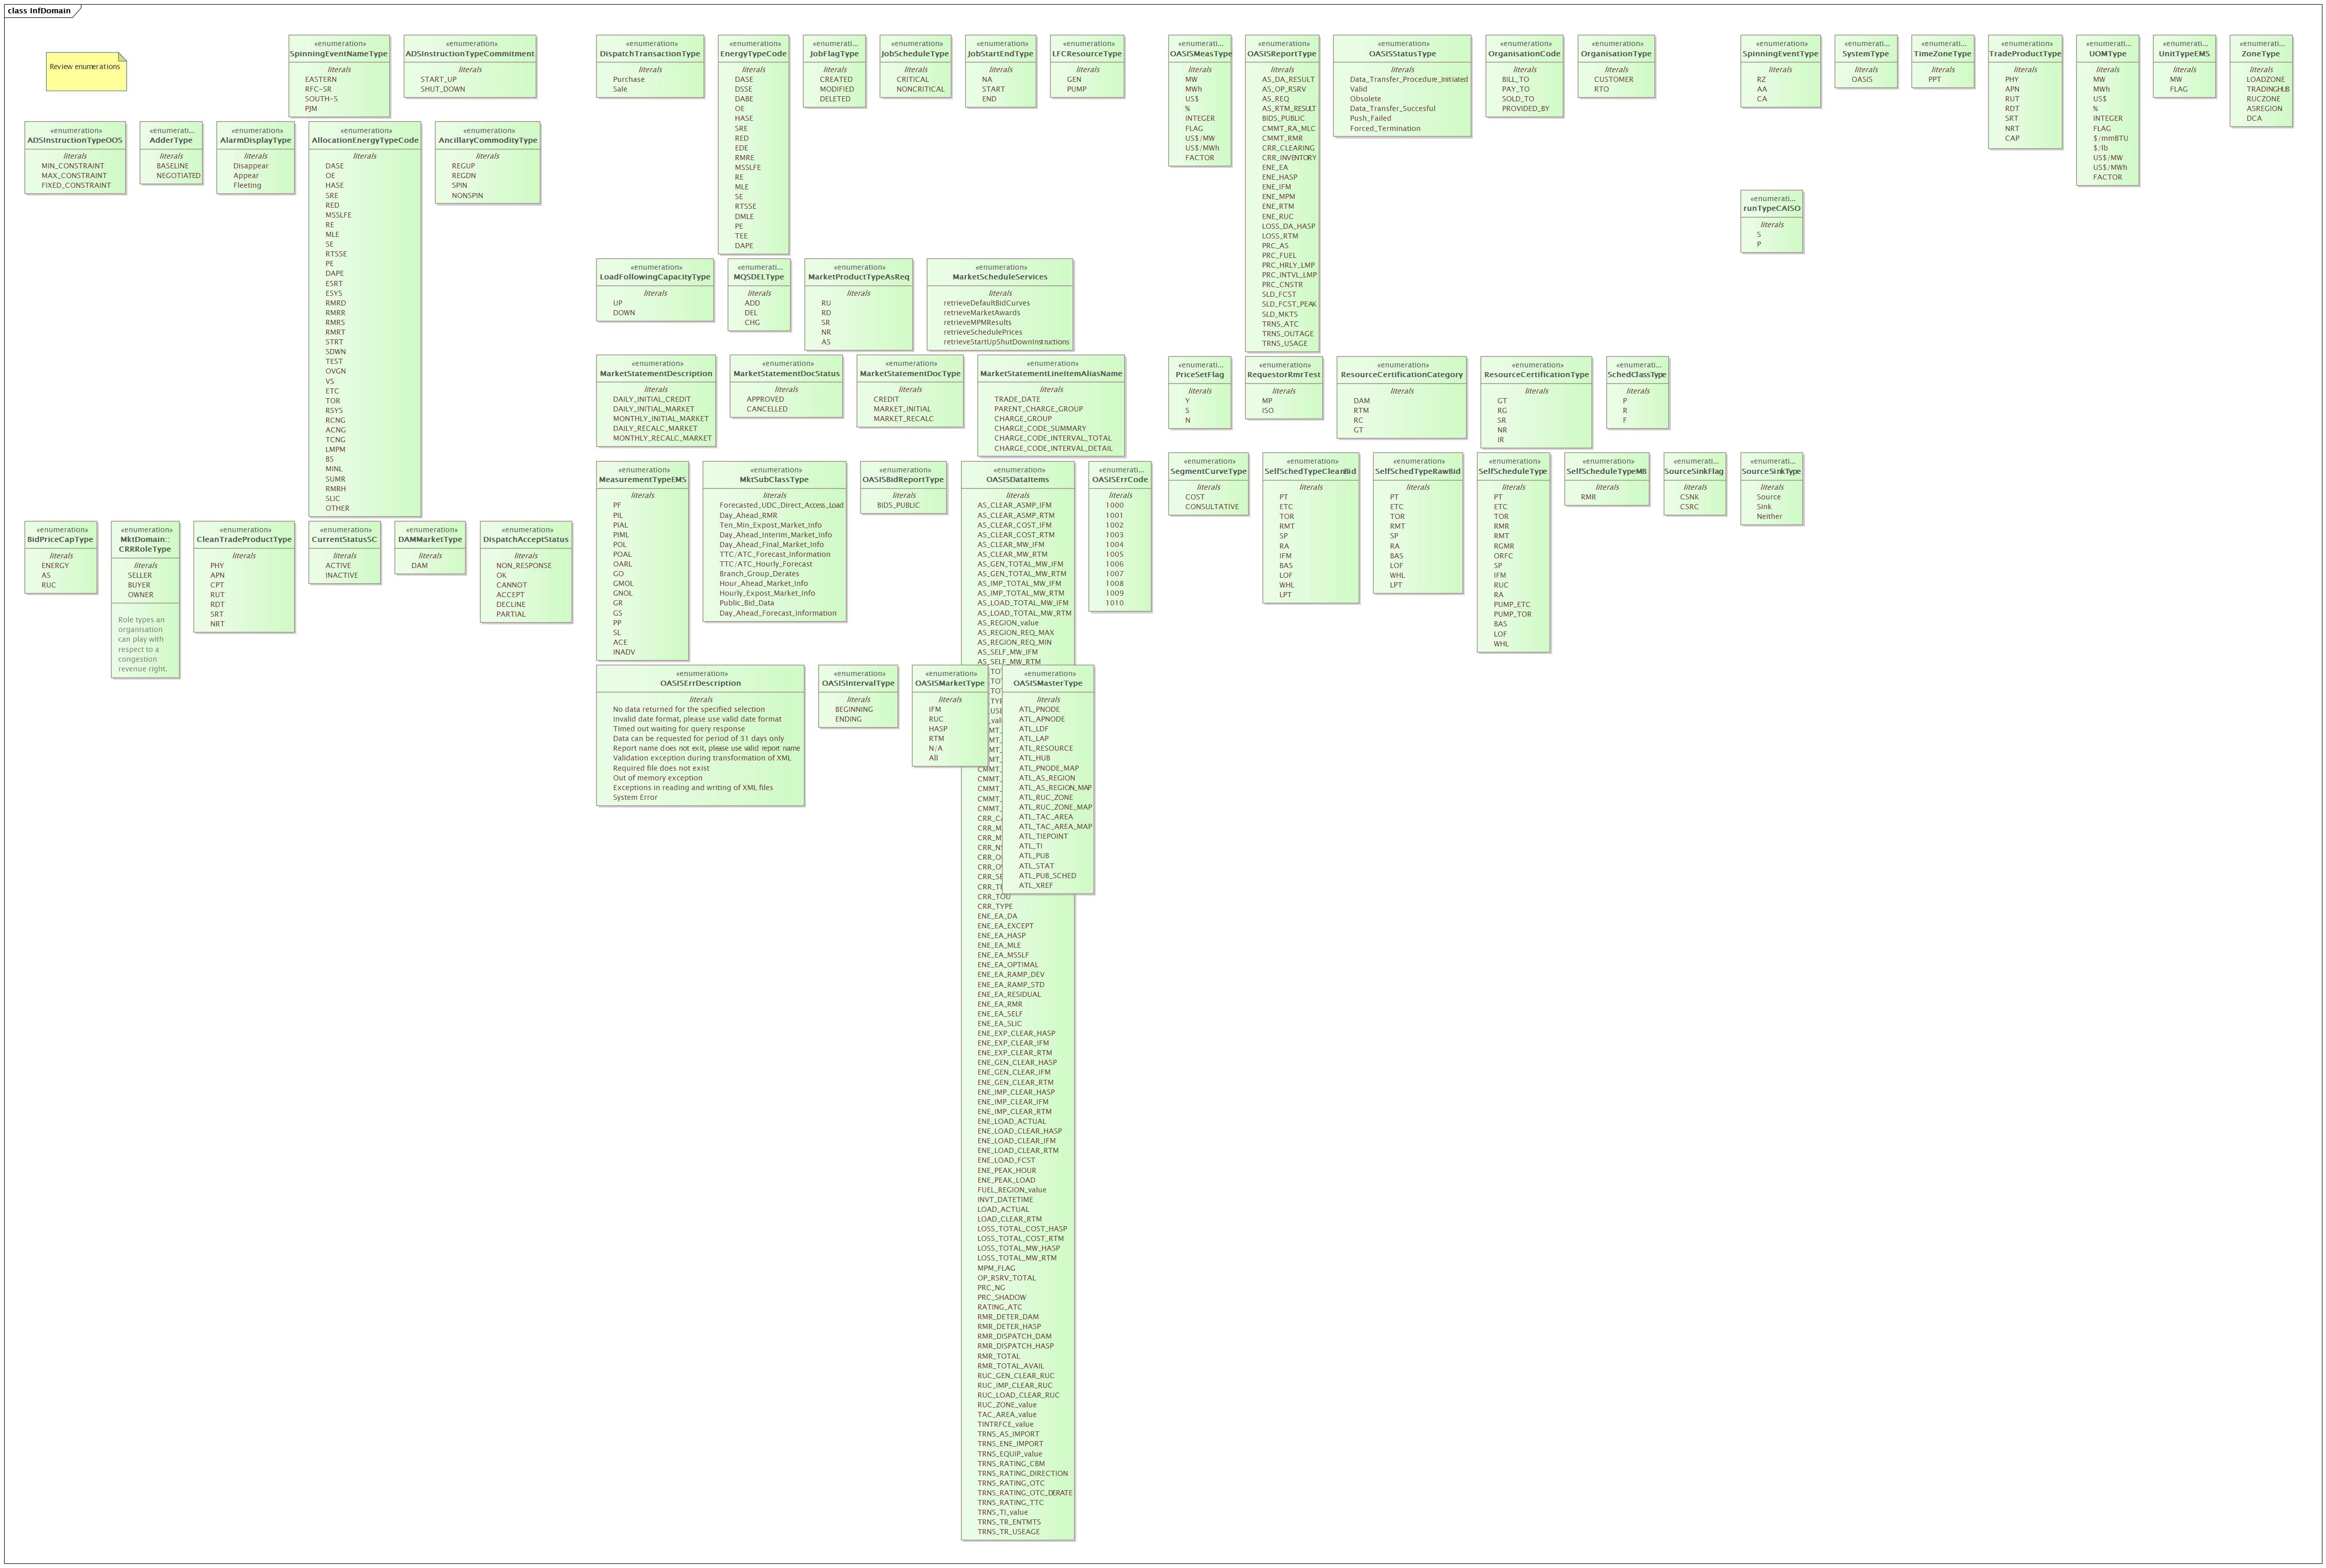 class InfDomain
Review enumerations
«enumeration»
SpinningEventNameType
literals
EASTERN
RFC-SR
SOUTH-S
PJM
«enumeration»
ADSInstructionTypeCommitment
literals
START_UP
SHUT_DOWN
«enumeration»
DispatchTransactionType
literals
Purchase
Sale
«enumeration»
EnergyTypeCode
literals
DASE
DSSE
DABE
OE
HASE
SRE
RED
EDE
RMRE
MSSLFE
RE
MLE
SE
RTSSE
DMLE
PE
TEE
DAPE
«enumerati...
JobFlagType
literals
CREATED
MODIFIED
DELETED
«enumeration»
JobScheduleType
literals
CRITICAL
NONCRITICAL
«enumeration»
JobStartEndType
literals
NA
START
END
«enumeration»
LFCResourceType
literals
GEN
PUMP
«enumerati...
OASISMeasType
literals
MW
MWh
US$
%
INTEGER
FLAG
US$/MW
US$/MWh
FACTOR
«enumeration»
OASISReportType
literals
AS_DA_RESULT
AS_OP_RSRV
AS_REQ
AS_RTM_RESULT
BIDS_PUBLIC
CMMT_RA_MLC
CMMT_RMR
CRR_CLEARING
CRR_INVENTORY
ENE_EA
ENE_HASP
ENE_IFM
ENE_MPM
ENE_RTM
ENE_RUC
LOSS_DA_HASP
LOSS_RTM
PRC_AS
PRC_FUEL
PRC_HRLY_LMP
PRC_INTVL_LMP
PRC_CNSTR
SLD_FCST
SLD_FCST_PEAK
SLD_MKTS
TRNS_ATC
TRNS_OUTAGE
TRNS_USAGE
«enumeration»
OASISStatusType
literals
Data_Transfer_Procedure_Initiated
Valid
Obsolete
Data_Transfer_Succesful
Push_Failed
Forced_Termination
«enumeration»
OrganisationCode
literals
BILL_TO
PAY_TO
SOLD_TO
PROVIDED_BY
«enumeration»
OrganisationType
literals
CUSTOMER
RTO
«enumeration»
SpinningEventType
literals
RZ
AA
CA
«enumerati...
SystemType
literals
OASIS
«enumerati...
TimeZoneType
literals
PPT
«enumeration»
TradeProductType
literals
PHY
APN
RUT
RDT
SRT
NRT
CAP
«enumerati...
UOMType
literals
MW
MWh
US$
%
INTEGER
FLAG
$/mmBTU
$/lb
US$/MW
US$/MWh
FACTOR
«enumerati...
UnitTypeEMS
literals
MW
FLAG
«enumerati...
ZoneType
literals
LOADZONE
TRADINGHUB
RUCZONE
ASREGION
DCA
«enumeration»
ADSInstructionTypeOOS
literals
MIN_CONSTRAINT
MAX_CONSTRAINT
FIXED_CONSTRAINT
«enumerati...
AdderType
literals
BASELINE
NEGOTIATED
«enumeration»
AlarmDisplayType
literals
Disappear
Appear
Fleeting
«enumeration»
AllocationEnergyTypeCode
literals
DASE
OE
HASE
SRE
RED
MSSLFE
RE
MLE
SE
RTSSE
PE
DAPE
ESRT
ESYS
RMRD
RMRR
RMRS
RMRT
STRT
SDWN
TEST
OVGN
VS
ETC
TOR
RSYS
RCNG
ACNG
TCNG
LMPM
BS
MINL
SUMR
RMRH
SLIC
OTHER
«enumeration»
AncillaryCommodityType
literals
REGUP
REGDN
SPIN
NONSPIN
«enumerati...
runTypeCAISO
literals
S
P
«enumeration»
LoadFollowingCapacityType
literals
UP
DOWN
«enumerati...
MQSDELType
literals
ADD
DEL
CHG
«enumeration»
MarketProductTypeAsReq
literals
RU
RD
SR
NR
AS
«enumeration»
MarketScheduleServices
literals
retrieveDefaultBidCurves
retrieveMarketAwards
retrieveMPMResults
retrieveSchedulePrices
retrieveStartUpShutDownInstructions
«enumeration»
MarketStatementDescription
literals
DAILY_INITIAL_CREDIT
DAILY_INITIAL_MARKET
MONTHLY_INITIAL_MARKET
DAILY_RECALC_MARKET
MONTHLY_RECALC_MARKET
«enumeration»
MarketStatementDocStatus
literals
APPROVED
CANCELLED
«enumeration»
MarketStatementDocType
literals
CREDIT
MARKET_INITIAL
MARKET_RECALC
«enumeration»
MarketStatementLineItemAliasName
literals
TRADE_DATE
PARENT_CHARGE_GROUP
CHARGE_GROUP
CHARGE_CODE_SUMMARY
CHARGE_CODE_INTERVAL_TOTAL
CHARGE_CODE_INTERVAL_DETAIL
«enumerati...
PriceSetFlag
literals
Y
S
N
«enumeration»
RequestorRmrTest
literals
MP
ISO
«enumeration»
ResourceCertificationCategory
literals
DAM
RTM
RC
GT
«enumeration»
ResourceCertificationType
literals
GT
RG
SR
NR
IR
«enumerati...
SchedClassType
literals
P
R
F
«enumeration»
MeasurementTypeEMS
literals
PF
PIL
PIAL
PIML
POL
POAL
OARL
GO
GMOL
GNOL
GR
GS
PP
SL
ACE
INADV
«enumeration»
MktSubClassType
literals
Forecasted_UDC_Direct_Access_Load
Day_Ahead_RMR
Ten_Min_Expost_Market_Info
Day_Ahead_Interim_Market_Info
Day_Ahead_Final_Market_Info
TTC/ATC_Forecast_Information
TTC/ATC_Hourly_Forecast
Branch_Group_Derates
Hour_Ahead_Market_Info
Hourly_Expost_Market_Info
Public_Bid_Data
Day_Ahead_Forecast_Information
«enumeration»
OASISBidReportType
literals
BIDS_PUBLIC
«enumeration»
OASISDataItems
literals
AS_CLEAR_ASMP_IFM
AS_CLEAR_ASMP_RTM
AS_CLEAR_COST_IFM
AS_CLEAR_COST_RTM
AS_CLEAR_MW_IFM
AS_CLEAR_MW_RTM
AS_GEN_TOTAL_MW_IFM
AS_GEN_TOTAL_MW_RTM
AS_IMP_TOTAL_MW_IFM
AS_IMP_TOTAL_MW_RTM
AS_LOAD_TOTAL_MW_IFM
AS_LOAD_TOTAL_MW_RTM
AS_REGION_value
AS_REGION_REQ_MAX
AS_REGION_REQ_MIN
AS_SELF_MW_IFM
AS_SELF_MW_RTM
CRR_TOU
CRR_TYPE
ENE_EA_DA
ENE_EA_EXCEPT
ENE_EA_HASP
ENE_EA_MLE
ENE_EA_MSSLF
ENE_EA_OPTIMAL
ENE_EA_RAMP_DEV
ENE_EA_RAMP_STD
ENE_EA_RESIDUAL
ENE_EA_RMR
ENE_EA_SELF
ENE_EA_SLIC
ENE_EXP_CLEAR_HASP
ENE_EXP_CLEAR_IFM
ENE_EXP_CLEAR_RTM
ENE_GEN_CLEAR_HASP
ENE_GEN_CLEAR_IFM
ENE_GEN_CLEAR_RTM
ENE_IMP_CLEAR_HASP
ENE_IMP_CLEAR_IFM
ENE_IMP_CLEAR_RTM
ENE_LOAD_ACTUAL
ENE_LOAD_CLEAR_HASP
ENE_LOAD_CLEAR_IFM
ENE_LOAD_CLEAR_RTM
ENE_LOAD_FCST
ENE_PEAK_HOUR
ENE_PEAK_LOAD
FUEL_REGION_value
INVT_DATETIME
LOAD_ACTUAL
LOAD_CLEAR_RTM
LOSS_TOTAL_COST_HASP
LOSS_TOTAL_COST_RTM
LOSS_TOTAL_MW_HASP
LOSS_TOTAL_MW_RTM
MPM_FLAG
OP_RSRV_TOTAL
PRC_NG
PRC_SHADOW
RATING_ATC
RMR_DETER_DAM
RMR_DETER_HASP
RMR_DISPATCH_DAM
RMR_DISPATCH_HASP
RMR_TOTAL
RMR_TOTAL_AVAIL
RUC_GEN_CLEAR_RUC
RUC_IMP_CLEAR_RUC
RUC_LOAD_CLEAR_RUC
RUC_ZONE_value
TAC_AREA_value
TINTRFCE_value
TRNS_AS_IMPORT
TRNS_ENE_IMPORT
TRNS_EQUIP_value
TRNS_RATING_CBM
TRNS_RATING_DIRECTION
TRNS_RATING_OTC
TRNS_RATING_OTC_DERATE
TRNS_RATING_TTC
TRNS_TI_value
TRNS_TR_ENTMTS
TRNS_TR_USEAGE
«enumerati...
OASISErrCode
literals
1000
1001
1002
1003
1004
1005
1006
1007
1008
1009
1010
«enumeration»
SegmentCurveType
literals
COST
CONSULTATIVE
«enumeration»
SelfSchedTypeCleanBid
literals
PT
ETC
TOR
RMT
SP
RA
IFM
BAS
LOF
WHL
LPT
«enumeration»
SelfSchedTypeRawBid
literals
PT
ETC
TOR
RMT
SP
RA
BAS
LOF
WHL
LPT
«enumeration»
SelfScheduleType
literals
PT
ETC
TOR
RMR
RMT
RGMR
ORFC
SP
IFM
RUC
RA
PUMP_ETC
PUMP_TOR
BAS
LOF
WHL
«enumeration»
SelfScheduleTypeMB
literals
RMR
«enumerati...
SourceSinkFlag
literals
CSNK
CSRC
«enumerati...
SourceSinkType
literals
Source
Sink
Neither
«enumeration»
BidPriceCapType
literals
ENERGY
AS
RUC
«enumeration»
MktDomain::
CRRRoleType
literals
SELLER
BUYER
OWNER
Role types an
organisation
can play with
respect to a
congestion
revenue right.
«enumeration»
CleanTradeProductType
literals
PHY
APN
CPT
RUT
RDT
SRT
NRT
«enumeration»
CurrentStatusSC
literals
ACTIVE
INACTIVE
«enumeration»
DAMMarketType
literals
DAM
«enumeration»
DispatchAcceptStatus
literals
NON_RESPONSE
OK
CANNOT
ACCEPT
DECLINE
PARTIAL
«enumeration»
OASISErrDescription
literals
No data returned for the specified selection
Invalid date format, please use valid date format
Timed out waiting for query response
Data can be requested for period of 31 days only
Report name does not exit, please use valid report name
Validation exception during transformation of XML
Required file does not exist
Out of memory exception
Exceptions in reading and writing of XML files
System Error
«enumeration»
OASISIntervalType
literals
BEGINNING
ENDING
«enumeration»
OASISMarketType
literals
IFM
RUC
HASP
RTM
N/A
All
«enumeration»
OASISMasterType
literals
ATL_PNODE
ATL_APNODE
ATL_LDF
ATL_LAP
ATL_RESOURCE
ATL_HUB
ATL_PNODE_MAP
ATL_AS_REGION
ATL_AS_REGION_MAP
ATL_RUC_ZONE
ATL_RUC_ZONE_MAP
ATL_TAC_AREA
ATL_TAC_AREA_MAP
ATL_TIEPOINT
ATL_TI
ATL_PUB
ATL_STAT
ATL_PUB_SCHED
ATL_XREF